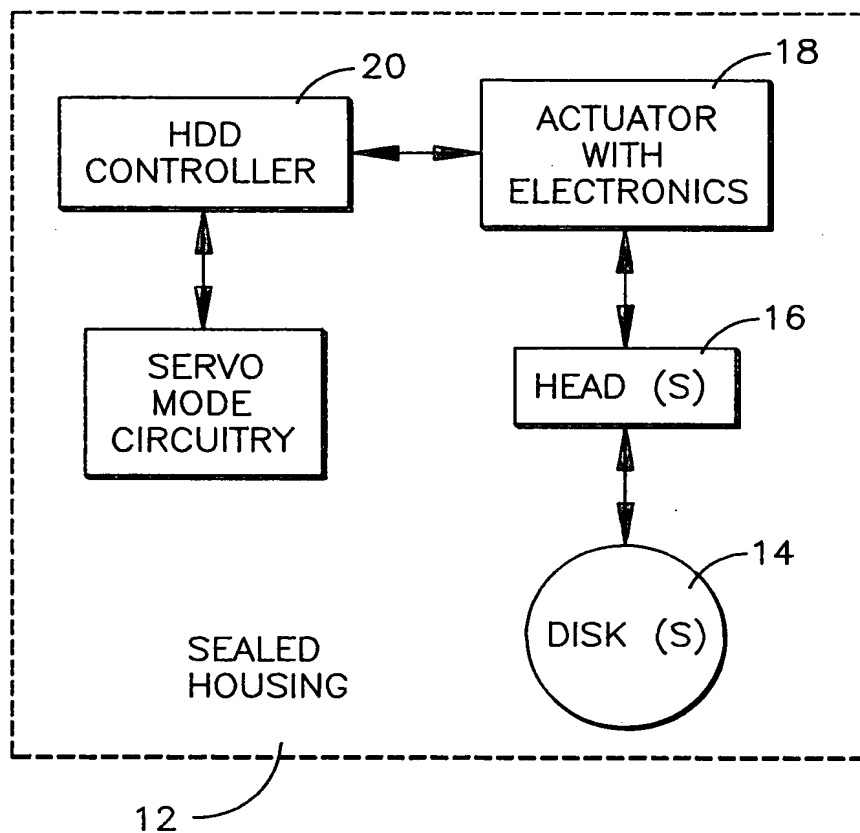 20
HDD
CONTROLLER
18
ACTUATOR
WITH
ELECTRONICS
SERVO
MODE
CIRCUITRY
16
HEAD (S)
14
DISK (S)
SEALED
HOUSING
12